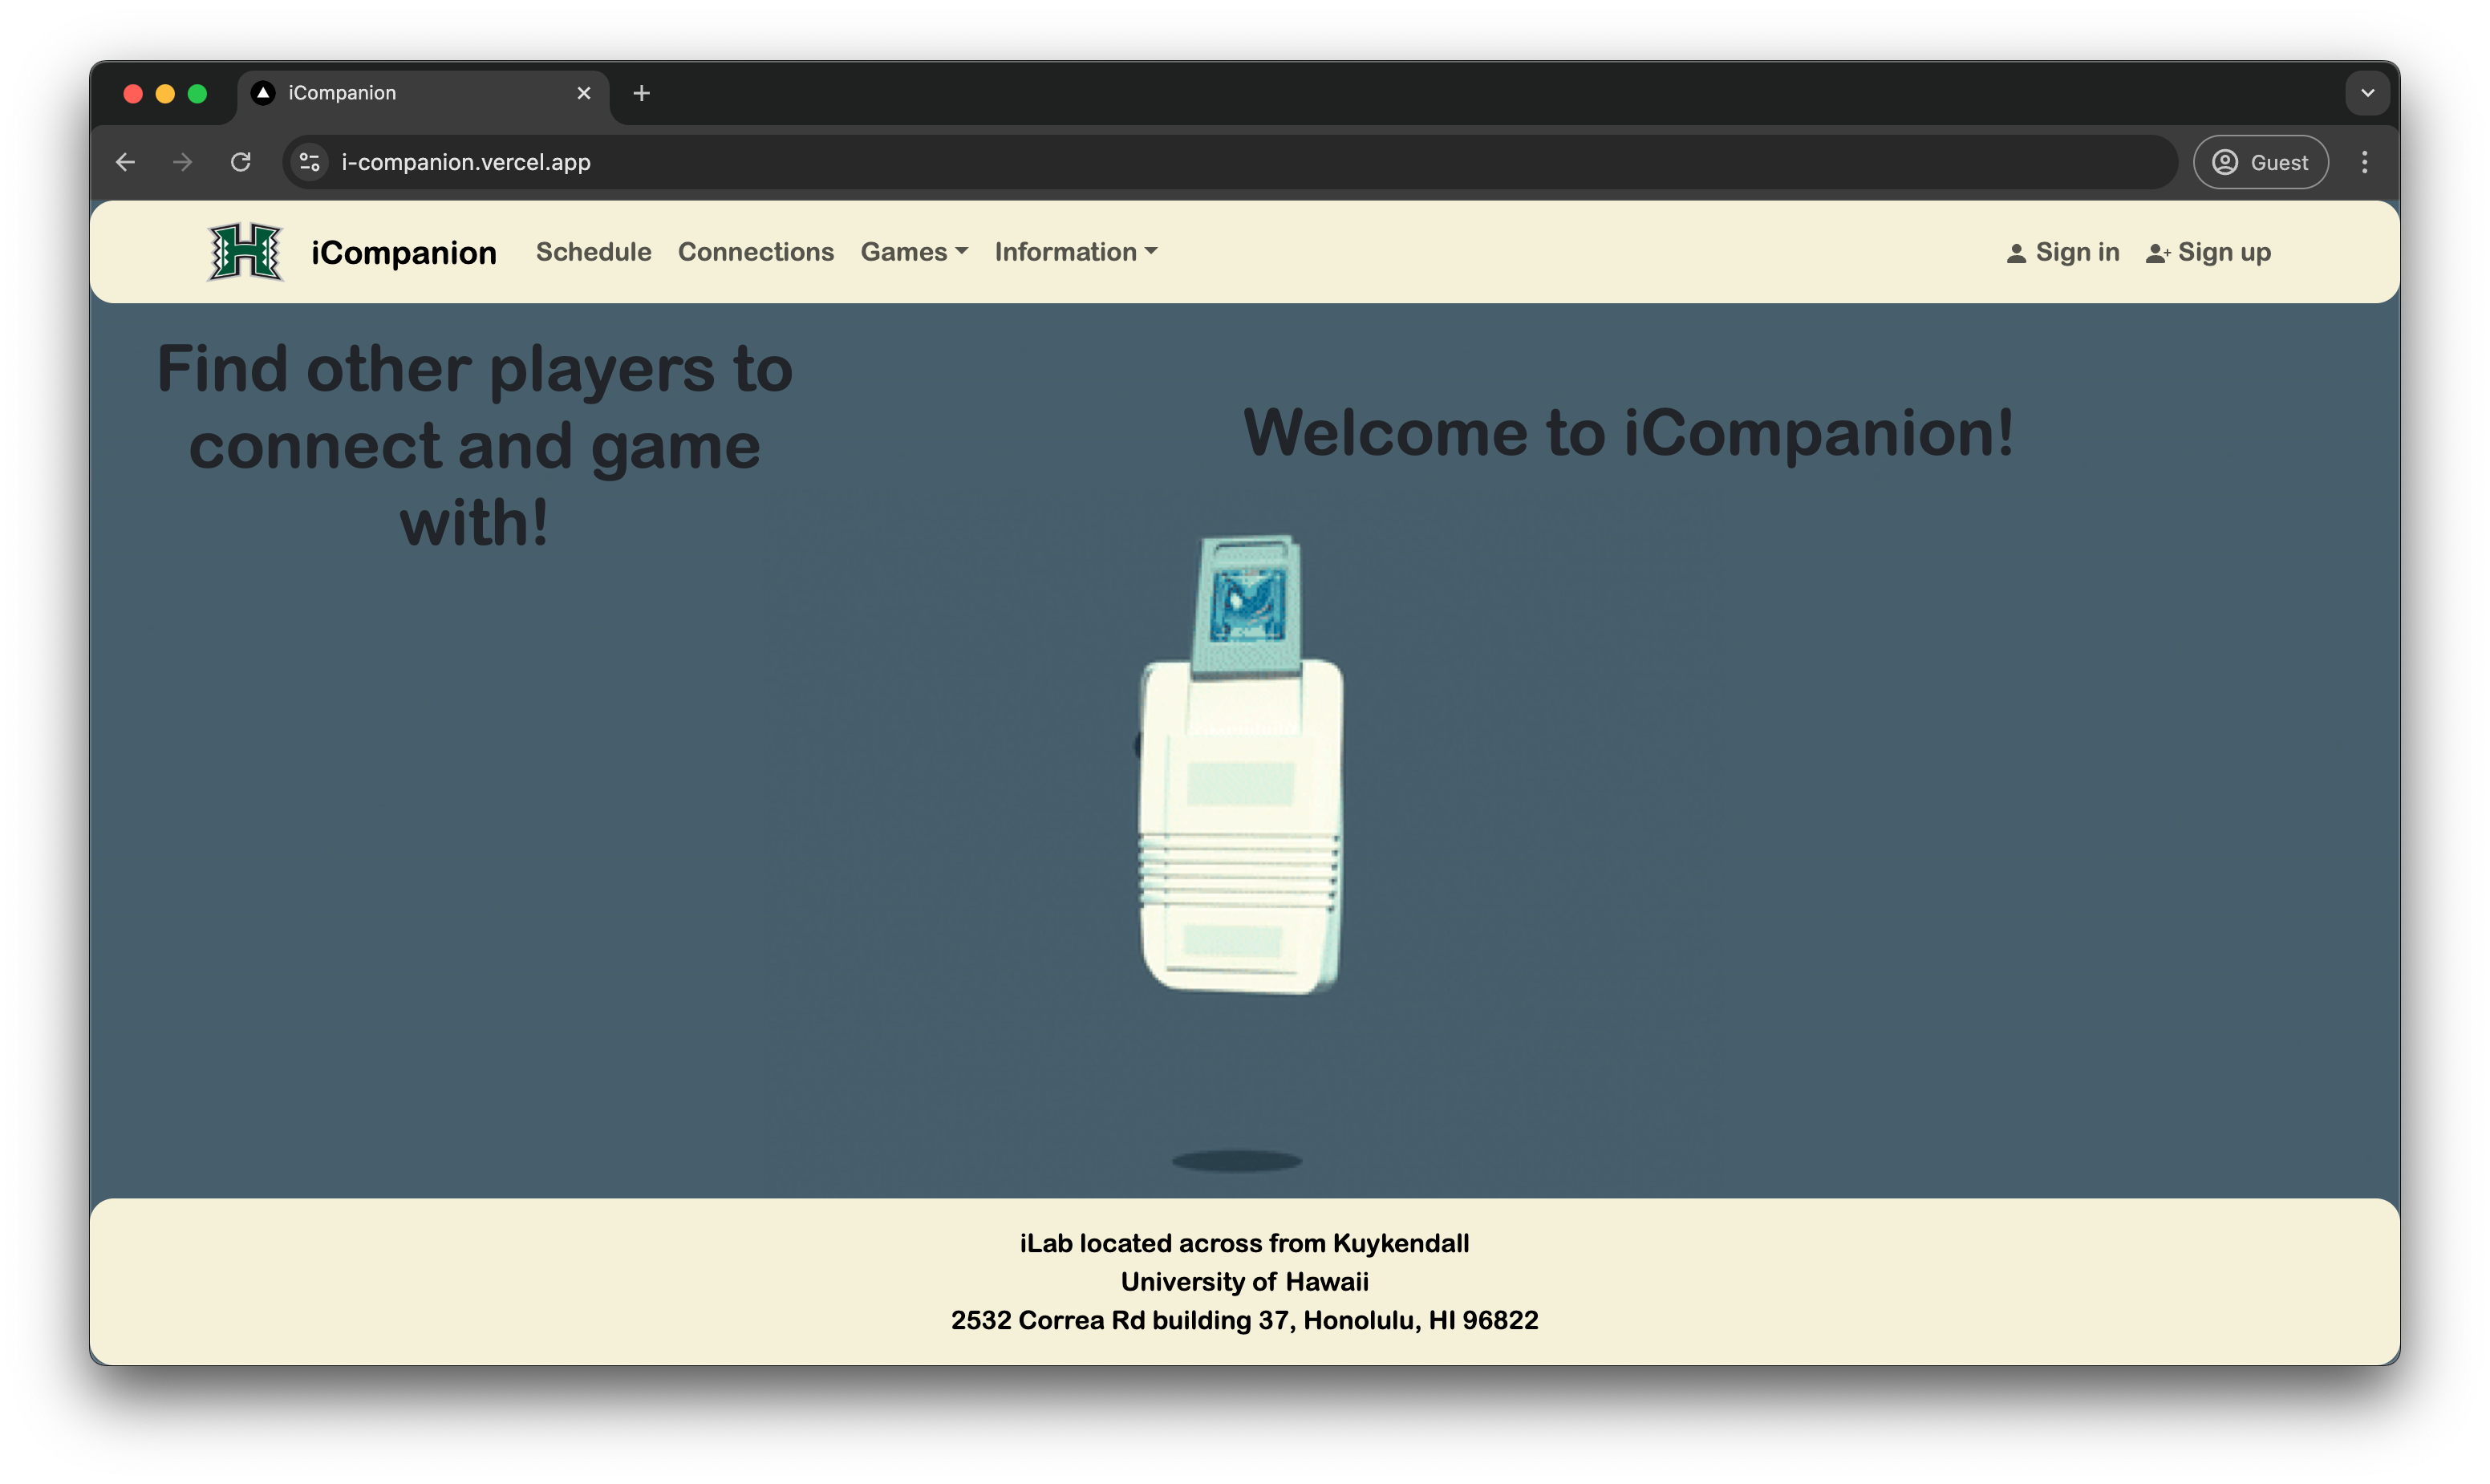 iCompanion
i-companion.vercel.app
Guest
H
iCompanion Schedule Connections Games Information Sign in Sign up
Find other players to
connect and game
with!
Welcome to iCompanion!
iLab located across from Kuykendall
University of Hawaii
2532 Correa Rd building 37, Honolulu, HI 96822